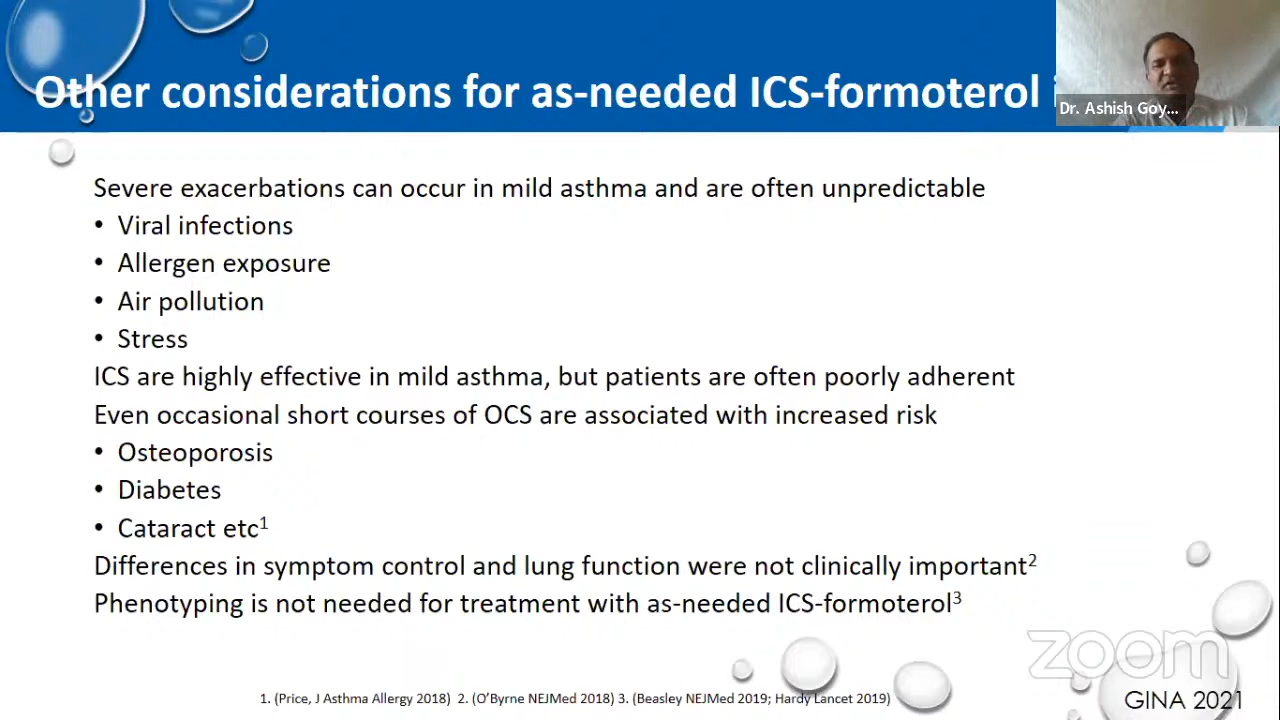 Other considerations for as-needed ICS-formoterol
Dr. Ashish Goy...
Severe exacerbations can occur in mild asthma and are often unpredictable
• Viral infections
• Allergen exposure
• Air pollution
• Stress
ICS are highly effective in mild asthma, but patients are often poorly adherent
Even occasional short courses of OCS are associated with increased risk
• Osteoporosis
• Diabetes
• Cataract etc1
Differences in symptom control and lung function were not clinically important2
Phenotyping is not needed for treatment with as-needed ICS-formoterol3
zoom
1. (Price, J Asthma Allergy 2018) 2. (O'Byrne NEJMed 2018) 3. (Beasley NEJMed 2019; Hardy Lancet 2019)
GINA 2021